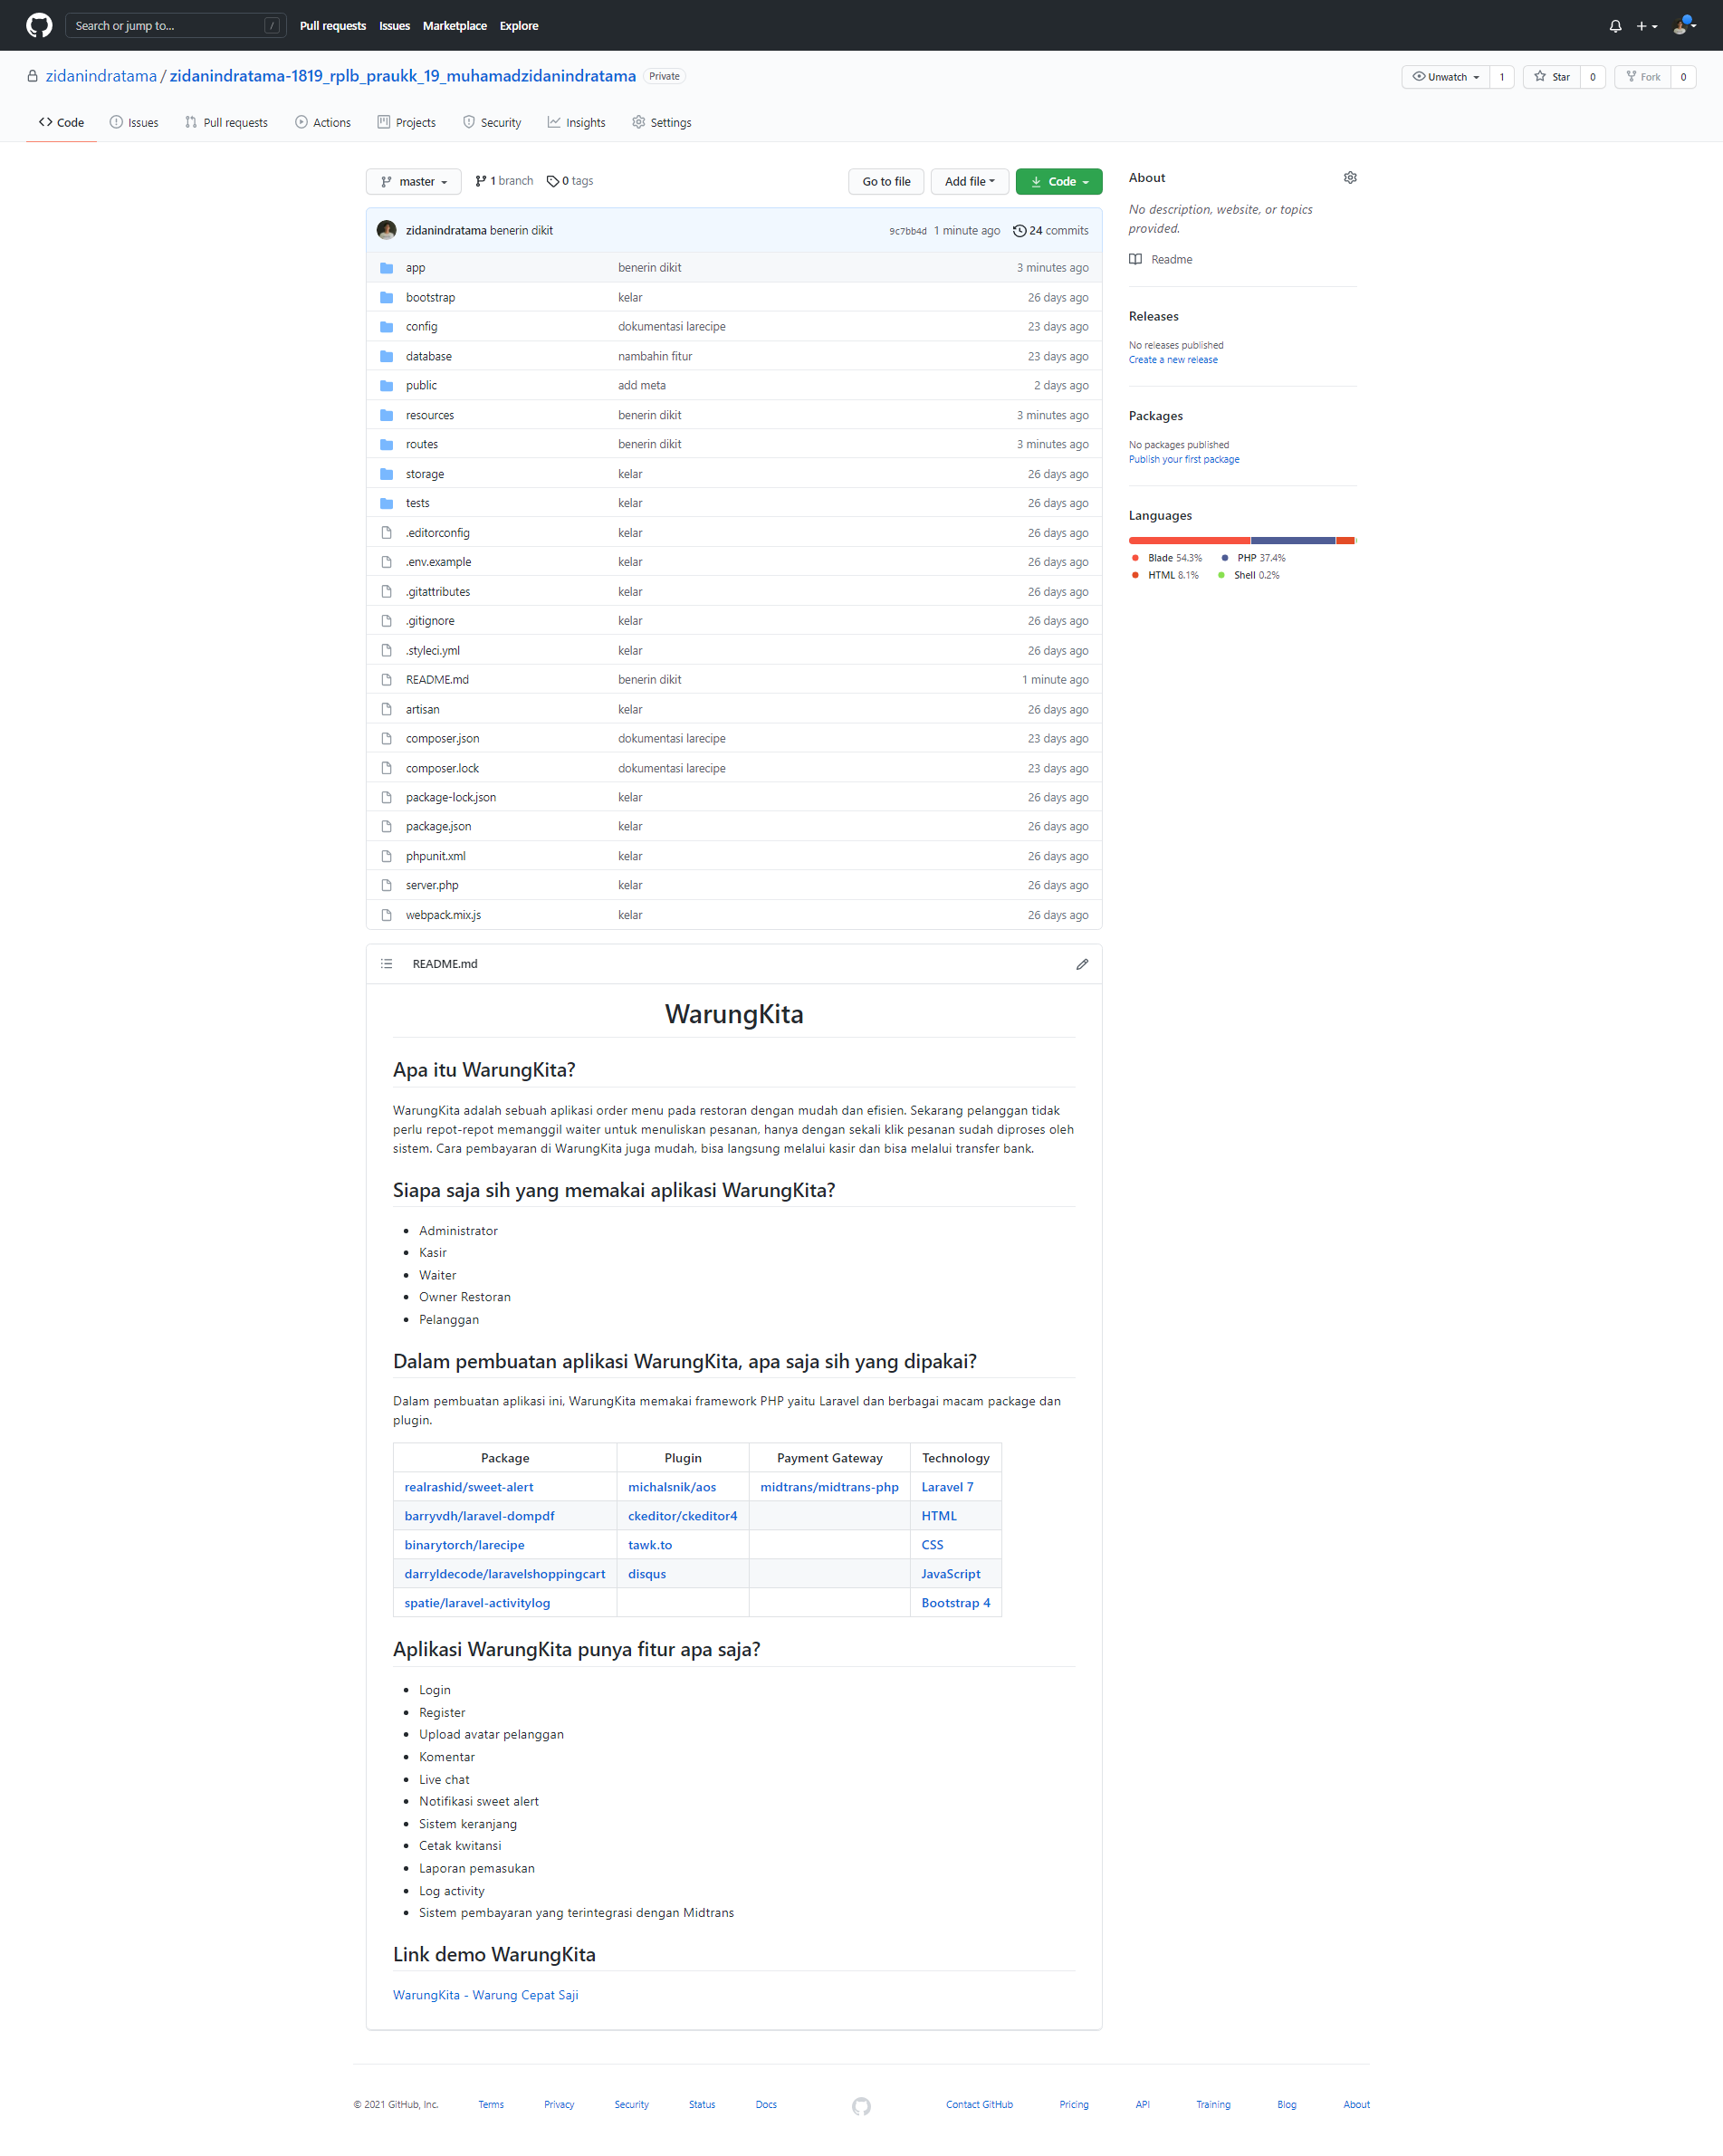 Search or jump to... /
Pull requests Issues Marketplace Explore
zidanindratama / zidanindratama-1819_rplb_praukk_19_muhamadzidanindratama Private
Unwatch 1 Star 0 Fork 0
Code Issues Pull requests Actions Projects Security Insights Settings
master 1 branch 0 tags Go to file Add file Code
zidanindratama benerin dikit 9c7bb4d 1 minute ago 24 commits
app benerin dikit 3 minutes ago
bootstrap kelar 26 days ago
config dokumentasi larecipe 23 days ago
database nambahin fitur 23 days ago
public add meta 2 days ago
resources benerin dikit 3 minutes ago
routes benerin dikit 3 minutes ago
storage kelar 26 days ago
tests kelar 26 days ago
.editorconfig kelar 26 days ago
.env.example kelar 26 days ago
.gitattributes kelar 26 days ago
.gitignore kelar 26 days ago
.styleci.yml kelar 26 days ago
README.md benerin dikit 1 minute ago
artisan kelar 26 days ago
composer.json dokumentasi larecipe 23 days ago
composer.lock dokumentasi larecipe 23 days ago
package-lock.json kelar 26 days ago
package.json kelar 26 days ago
phpunit.xml kelar 26 days ago
server.php kelar 26 days ago
webpack.mix.js kelar 26 days ago
About
No description, website, or topics
provided.
Readme
Releases
No releases published
Create a new release
Packages
No packages published
Publish your first package
Languages
Blade 54.3% PHP 37.4%
HTML 8.1% Shell 0.2%
README.md
WarungKita
Apa itu WarungKita?
WarungKita adalah sebuah aplikasi order menu pada restoran dengan mudah dan efisien. Sekarang pelanggan tidak
perlu repot-repot memanggil waiter untuk menuliskan pesanan, hanya dengan sekali klik pesanan sudah diproses oleh
sistem. Cara pembayaran di WarungKita juga mudah, bisa langsung melalui kasir dan bisa melalui transfer bank.
Siapa saja sih yang memakai aplikasi WarungKita?
Administrator
Kasir
Waiter
Owner Restoran
Pelanggan
Dalam pembuatan aplikasi WarungKita, apa saja sih yang dipakai?
Dalam pembuatan aplikasi ini, WarungKita memakai framework PHP yaitu Laravel dan berbagai macam package dan
plugin.
Package Plugin Payment Gateway Technology
realrashid/sweet-alert michalsnik/aos midtrans/midtrans-php Laravel 7
barryvdh/laravel-dompdf ckeditor/ckeditor4 HTML
binarytorch/larecipe tawk.to CSS
darryldecode/laravelshoppingcart disqus JavaScript
spatie/laravel-activitylog Bootstrap 4
Aplikasi WarungKita punya fitur apa saja?
Login
Register
Upload avatar pelanggan
Komentar
Live chat
Notifikasi sweet alert
Sistem keranjang
Cetak kwitansi
Laporan pemasukan
Log activity
Sistem pembayaran yang terintegrasi dengan Midtrans
Link demo WarungKita
WarungKita - Warung Cepat Saji
© 2021 GitHub, Inc. Terms Privacy Security Status Docs Contact GitHub Pricing API Training Blog About